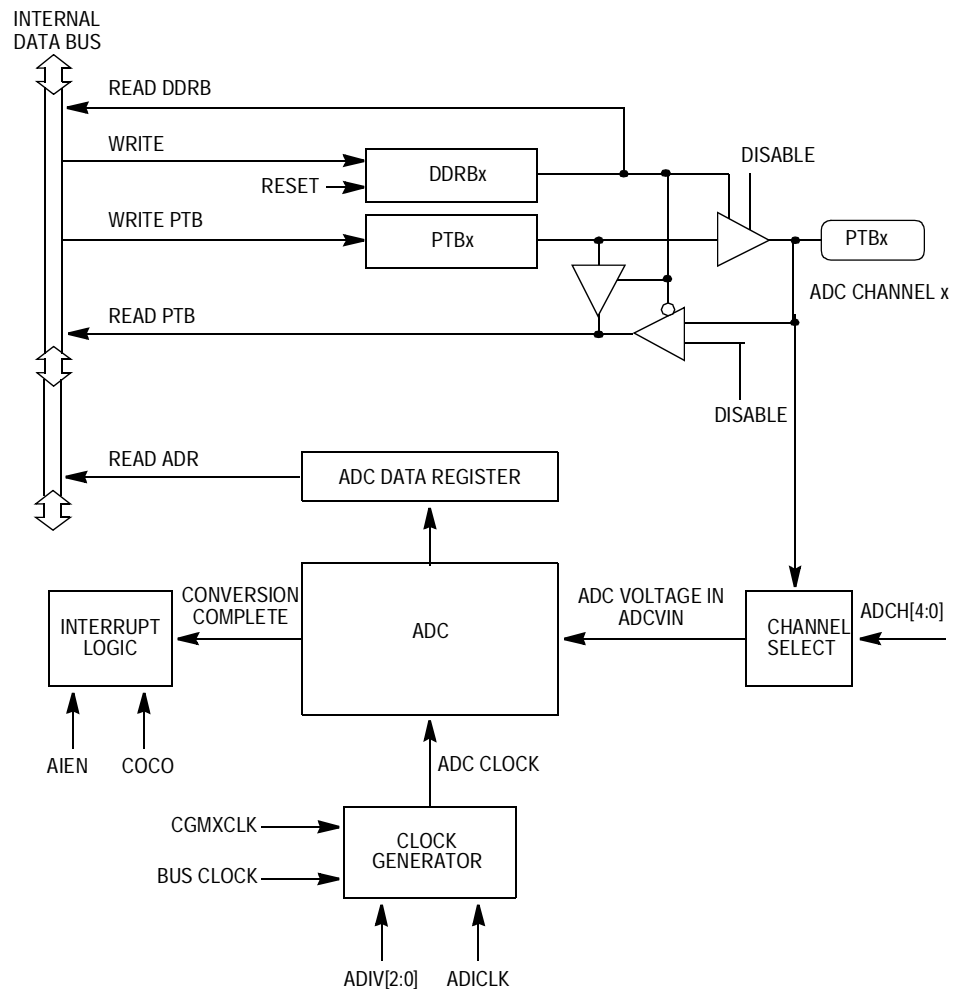 INTERNAL
DATA BUS
READ DDRB
WRITE
DISABLE
RESET
DDRBx
WRITE PTB
PTBx
PTBx
ADC CHANNEL x
READ PTB
DISABLE
READ ADR
ADC DATA REGISTER
INTERRUPT
LOGIC
CONVERSION
COMPLETE
ADC
ADC VOLTAGE IN
ADCVIN
CHANNEL
SELECT
ADCH[4:0]
AIEN
COCO
ADC CLOCK
CGMXCLK
BUS CLOCK
CLOCK
GENERATOR
ADIV[2:0]
ADICLK